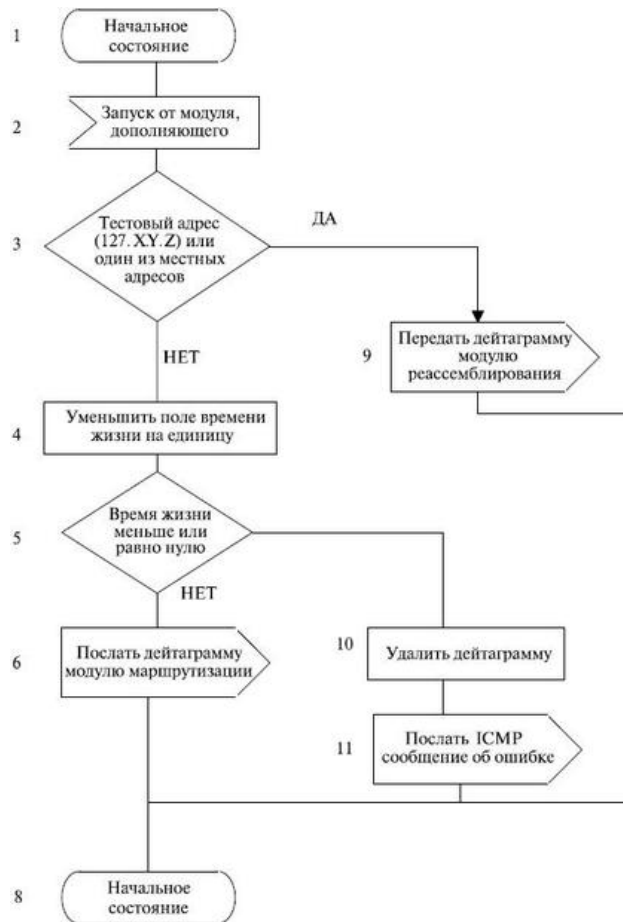 1
Начальное
состояние
2
Запуск от модуля,
дополняющего
3
Тестовый адрес
(127.XY.Z) или
один из местных
адресов
ДА
НЕТ
9
Передать дейтаграмму
модулю
реассемблирования
4
Уменьшить поле времени
жизни на единицу
5
Время жизни
меньше или
равно нулю
НЕТ
6
Послать дейтаграмму
модулю маршрутизации
10
Удалить дейтаграмму
11
Послать ICMP
сообщение об ошибке
8
Начальное
состояние